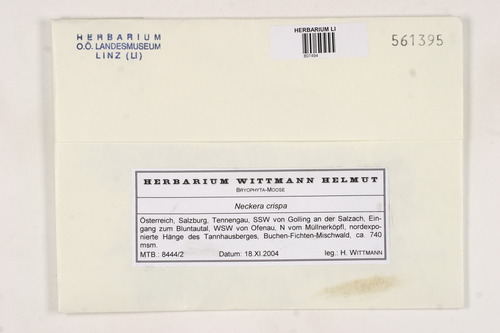 HERBARIUM
O.Ö. LANDESMUSEUM
LINZ (LI)
HERBARIUM LI
807494
561395
HERBARIUM WITTMANN HELMUT
BRYOPHYTA-MOOSE
Neckera crispa
Österreich, Salzburg, Tennengau, SSW von Golling an der Salzach, Ein-
gang zum Bluntautal, WSW von Ofenau, N vom Müllnerköpfl, nordexpo-
nierte Hänge des Tannhausberges, Buchen-Fichten-Mischwald, ca. 740
msm.
MTB.: 8444/2 Datum: 18.XI.2004 leg.: H. WITTMANN